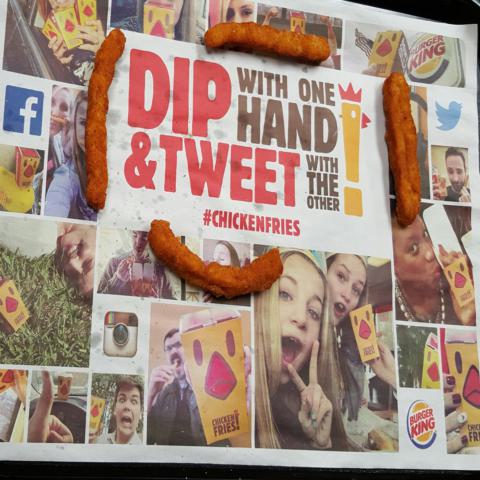 BURGER
KING
DIP
WITH ONE
HAND
&TWEET
WITH
THE
OTHER
!
#CHICKENFRIES
CHICKEN
FRIES!
BURGER
KING